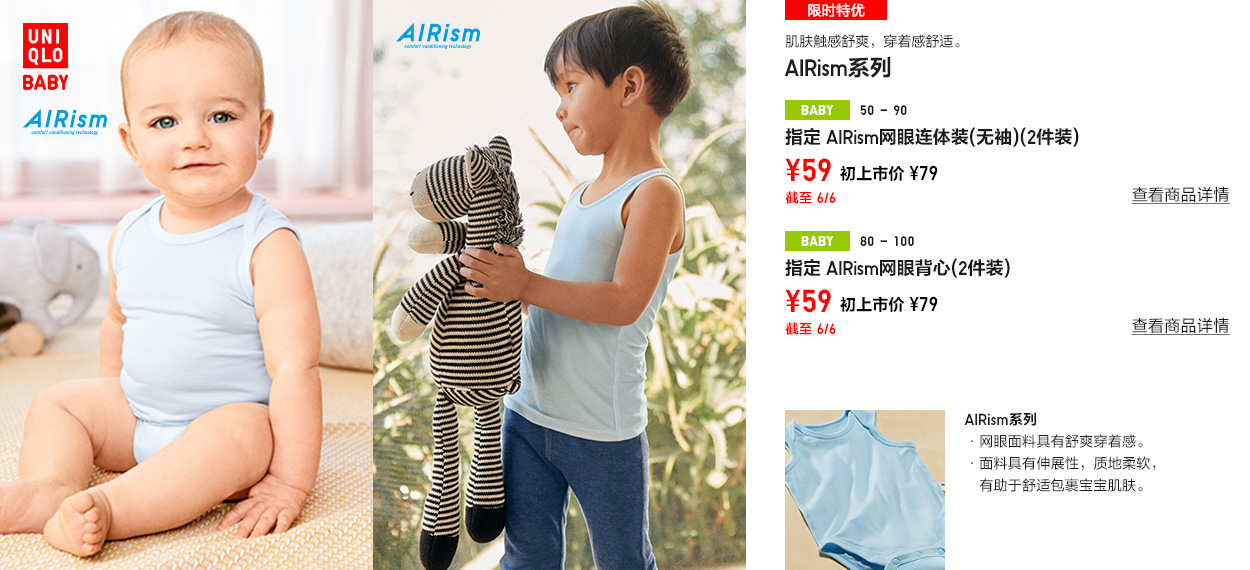 UNI
QLO
BABY
AIRism
comfort conditioning technology
AIRism
comfort conditioning technology
限时特优
肌肤触感舒爽，穿着感舒适。
AIRism系列
BABY 50 - 90
指定 AIRism网眼连体装(无袖)(2件装)
¥59 初上市价 ¥79
截至 6/6
查看商品详情
BABY 80 - 100
指定 AIRism网眼背心(2件装)
¥59 初上市价 ¥79
截至 6/6
查看商品详情
AIRism系列
· 网眼面料具有舒爽穿着感。
· 面料具有伸展性，质地柔软，
有助于舒适包裹宝宝肌肤。